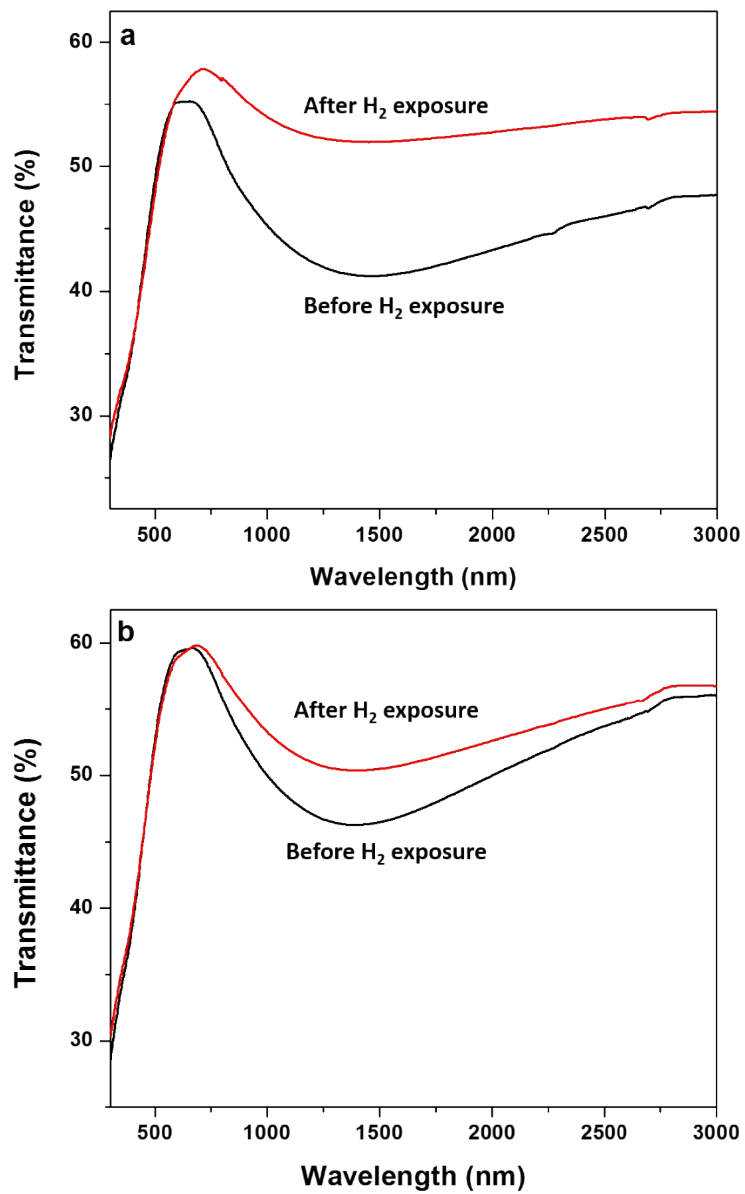 a
60
50
40
30
Transmittance (%)
After H₂ exposure
Before H₂ exposure
500 1000 1500 2000 2500 3000
Wavelength (nm)
b
60
50
40
30
Transmittance (%)
After H₂ exposure
Before H₂ exposure
500 1000 1500 2000 2500 3000
Wavelength (nm)